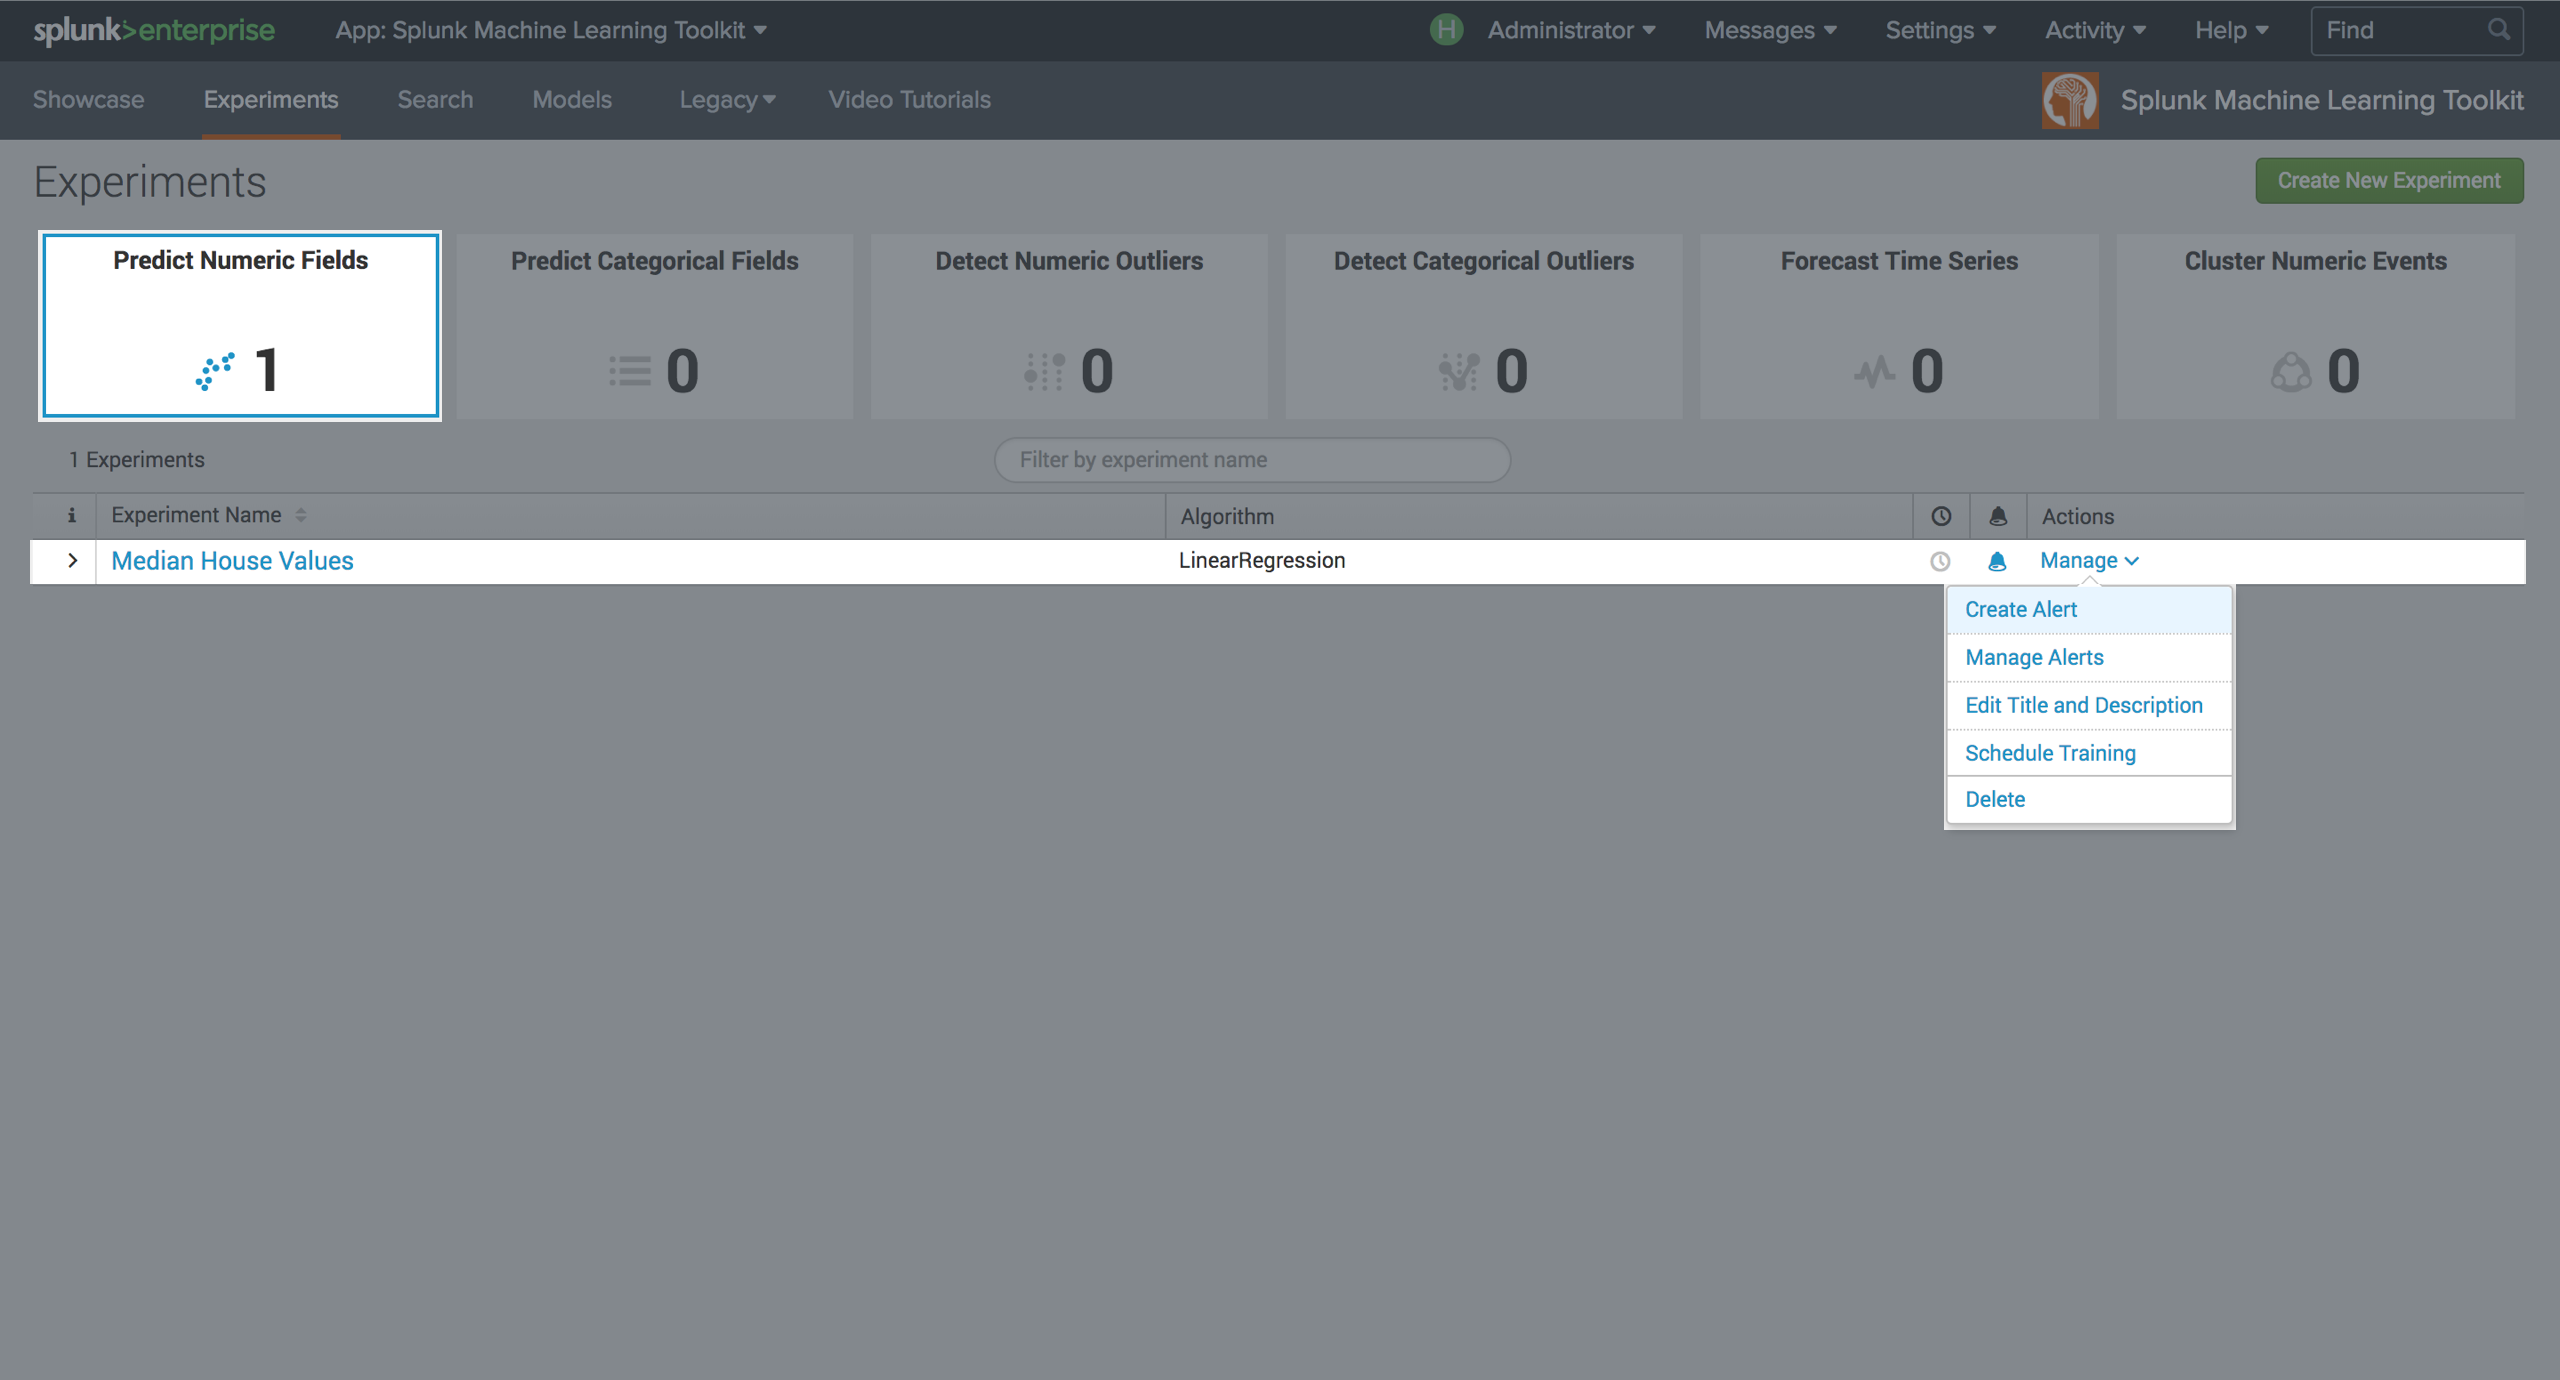 splunk>enterprise App: Splunk Machine Learning Toolkit H Administrator Messages Settings Activity Help Find
Showcase Experiments Search Models Legacy Video Tutorials Splunk Machine Learning Toolkit
Experiments Create New Experiment
Predict Numeric Fields Predict Categorical Fields Detect Numeric Outliers Detect Categorical Outliers Forecast Time Series Cluster Numeric Events
1 0 0 0 0 0
1 Experiments Filter by experiment name
i Experiment Name Algorithm Actions
Median House Values LinearRegression Manage
Create Alert
Manage Alerts
Edit Title and Description
Schedule Training
Delete